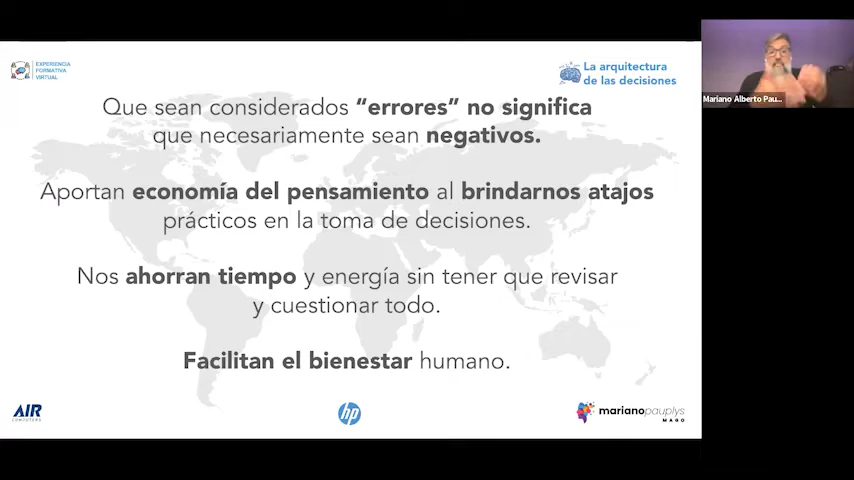 EXPERIENCIA
FORMATIVA
VIRTUAL
La arquitectura
de las decisiones
Que sean considerados “errores” no significa
que necesariamente sean negativos.
Aportan economía del pensamiento al brindarnos atajos
prácticos en la toma de decisiones.
Nos ahorran tiempo y energía sin tener que revisar
y cuestionar todo.
Facilitan el bienestar humano.
AIR
COMPUTERS
hp
marianopauplys
MABO
Mariano Alberto Pau...